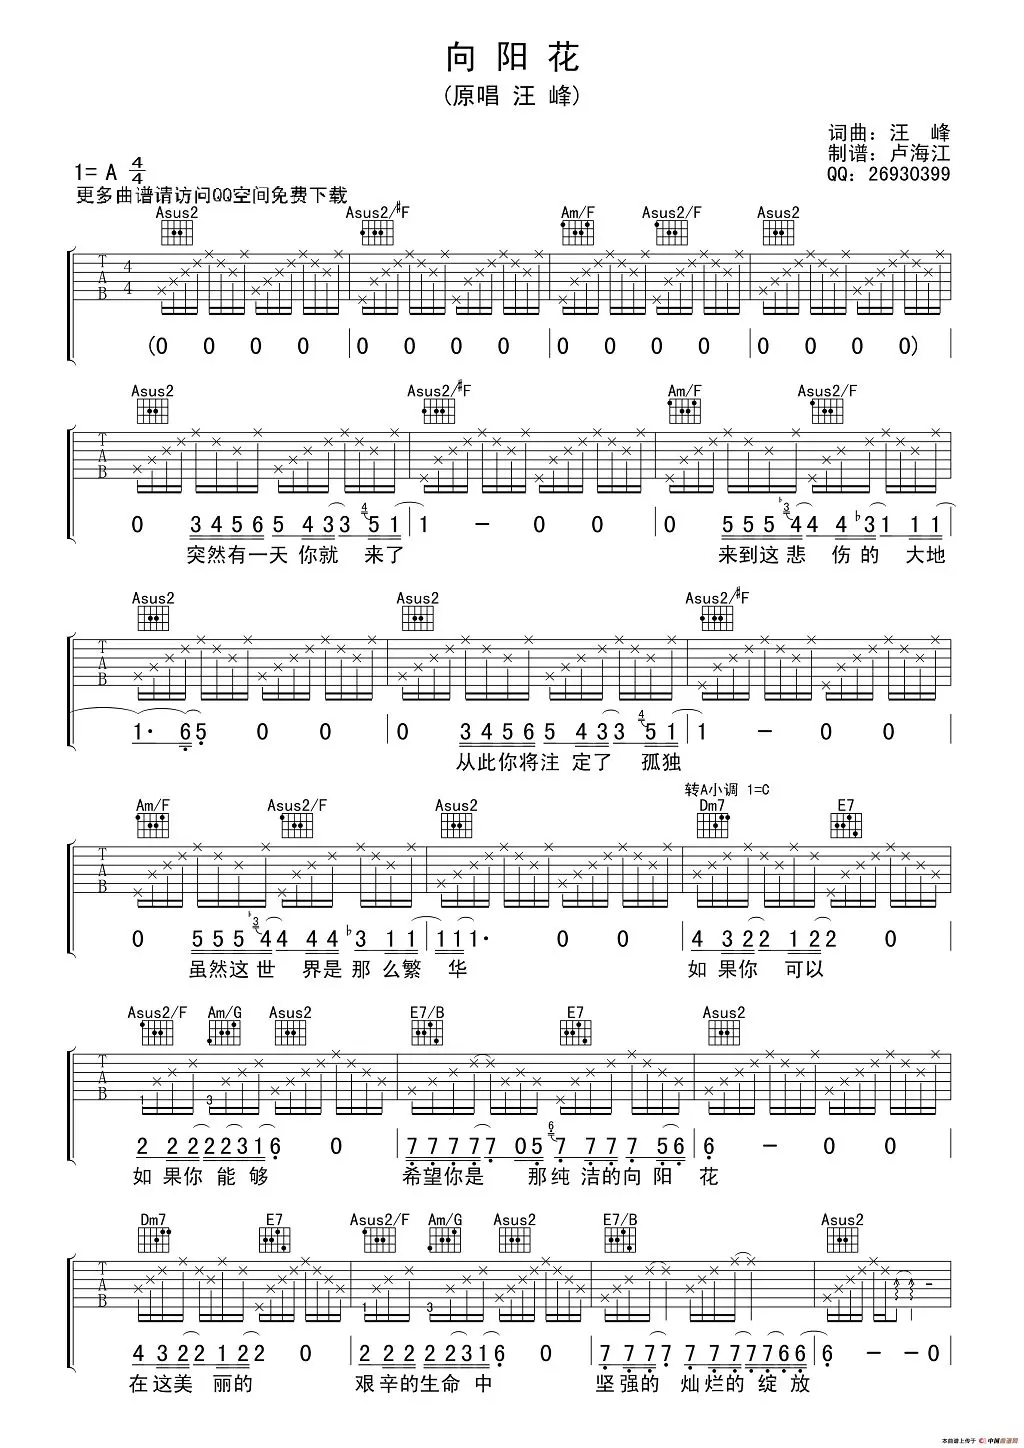 向 阳 花
(原唱 汪 峰)
词曲: 汪 峰
制谱: 卢海江
QQ: 26930399
1= A 4/4
更多曲谱请访问QQ空间免费下载
Asus2 Asus2/#F Am/F Asus2/F Asus2
T A B 4 4
(0 0 0 0 | 0 0 0 0 | 0 0 0 0 | 0 0 0 0)
Asus2 Asus2/#F Am/F Asus2/F
T A B
0 3 4 5 6 5 4 3 3 4 5 1 | 1 - 0 0 | 0 5 5 5 b3 4 4 4 b3 1 1 1 1
突然有一天 你就 来了 来到这悲 伤的 大地
Asus2 Asus2 Asus2/#F
T A B
1· 6 5 0 0 | 0 3 4 5 6 5 4 3 3 4 5 1 | 1 - 0 0
从此你将注 定了 孤独
转A小调 1=C
Am/F Asus2/F Asus2 Dm7 E7
T A B
0 5 5 5 b3 4 4 4 4 b3 1 1 | 1 1 1· 0 0 | 4 3 2 2 1 2 2 0
虽然这世 界是那么繁 华 如果你 可以
Asus2/F Am/G Asus2 E7/B E7 Asus2
T A B 1 3
2 2 2 2 2 3 1 6 0 | 7 7 7 7 7 0 5 6 7 7 7 7 5 6 | 6 - 0 0
如果你 能够 希望你是 那纯洁的向阳 花
Dm7 E7 Asus2/F Am/G Asus2 E7/B Asus2
T A B 1 3
4 3 2 2 1 2 2 0 | 2 2 2 2 2 3 1 6 0 | 7 7 7 7 7 7 7 7 6 6 | 6 - - 0
在这美 丽的 艰辛的生命中 坚强的 灿烂的绽放
本曲谱上传于 中国曲谱网